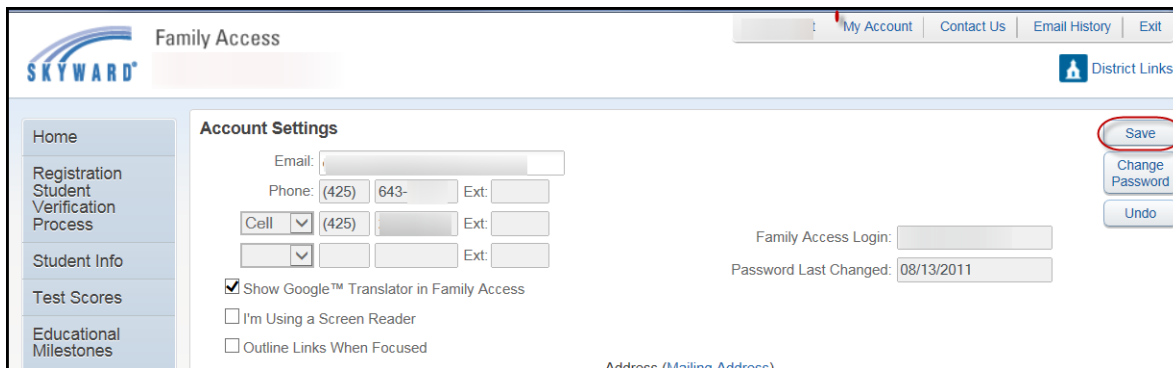 Family Access
SKYWARD®
My Account
Contact Us
Email History
Exit
District Links
Home
Registration
Student
Verification
Process
Student Info
Test Scores
Educational
Milestones
Account Settings
Email:
Phone: (425) 643- Ext:
Cell (425) Ext:
Ext:
Show Google™ Translator in Family Access
I'm Using a Screen Reader
Outline Links When Focused
Family Access Login:
Password Last Changed: 08/13/2011
Address (Mailing Address)
Save
Change
Password
Undo